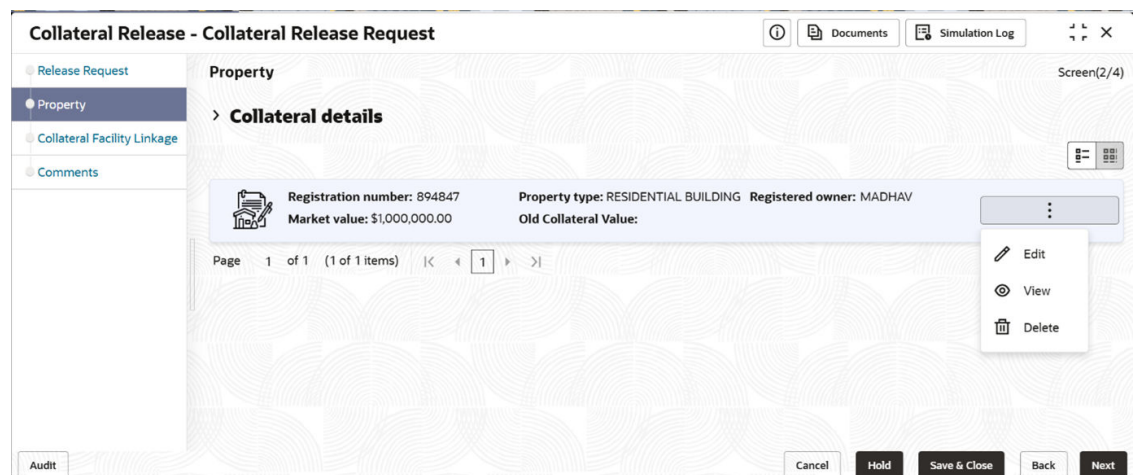 Collateral Release - Collateral Release Request
Documents
Simulation Log
Release Request
Property
Collateral Facility Linkage
Comments
Property
Screen(2/4)
Collateral details
Registration number: 894847 Property type: RESIDENTIAL BUILDING Registered owner: MADHAV
Market value: $1,000,000.00 Old Collateral Value:
Page 1 of 1 (1 of 1 items) 1
Edit
View
Delete
Audit
Cancel
Hold
Save & Close
Back
Next